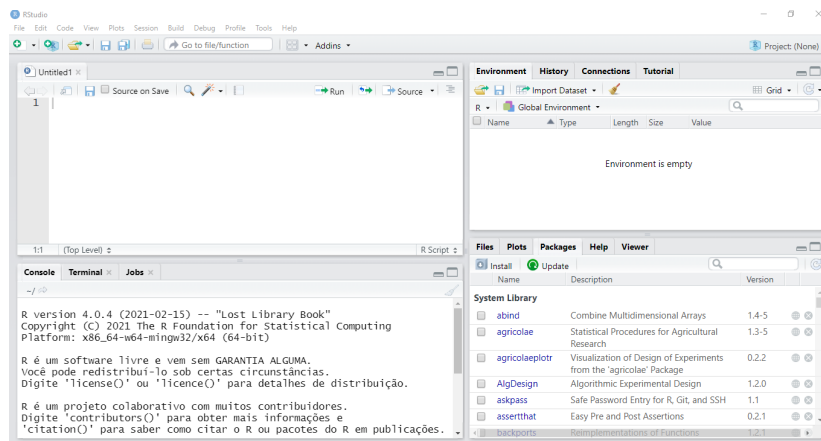 RStudio
File Edit Code View Plots Session Build Debug Profile Tools Help
Go to file/function Addins Project: (None)
Untitled1
Source on Save Run Source
1
1:1 (Top Level) R Script
Console Terminal Jobs
~/
R version 4.0.4 (2021-02-15) -- "Lost Library Book"
Copyright (C) 2021 The R Foundation for Statistical Computing
Platform: x86_64-w64-mingw32/x64 (64-bit)
R é um software livre e vem sem GARANTIA ALGUMA.
Você pode redistribuí-lo sob certas circunstâncias.
Digite 'license()' ou 'licence()' para detalhes de distribuição.
R é um projeto colaborativo com muitos contribuidores.
Digite 'contributors()' para obter mais informações e
'citation()' para saber como citar o R ou pacotes do R em publicações.
Environment History Connections Tutorial
Import Dataset Grid
R Global Environment
Name Type Length Size Value
Environment is empty
Files Plots Packages Help Viewer
Install Update
Name Description Version
System Library
abind Combine Multidimensional Arrays 1.4-5
agricolae Statistical Procedures for Agricultural 1.3-5
Research
agricolaeplotr Visualization of Design of Experiments 0.2.2
from the 'agricolae' Package
AlgDesign Algorithmic Experimental Design 1.2.0
askpass Safe Password Entry for R, Git, and SSH 1.1
assertthat Easy Pre and Post Assertions 0.2.1
backports Reimplementations of Functions 1.2.1